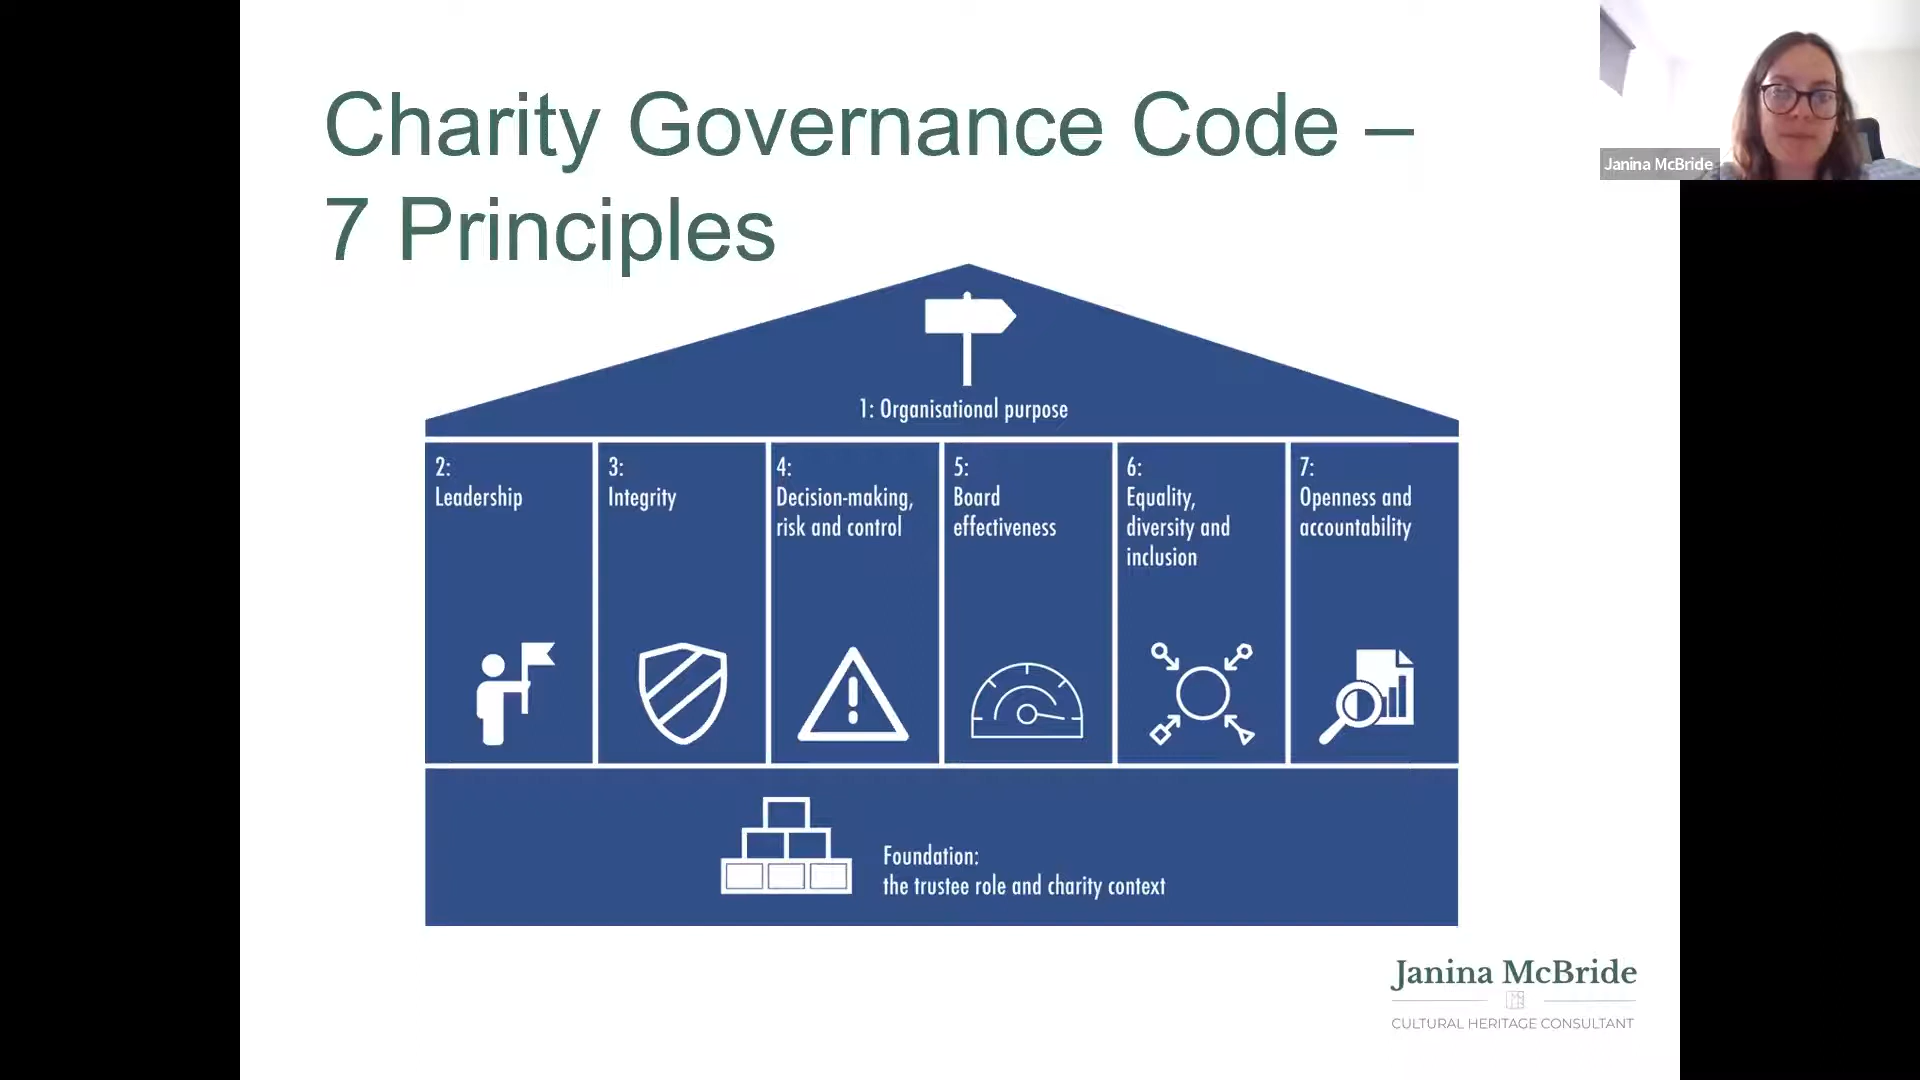 Charity Governance Code –
7 Principles
Janina McBride
1: Organisational purpose
2:
Leadership
3:
Integrity
4:
Decision-making,
risk and control
5:
Board
effectiveness
6:
Equality,
diversity and
inclusion
7:
Openness and
accountability
Foundation:
the trustee role and charity context
Janina McBride
CULTURAL HERITAGE CONSULTANT